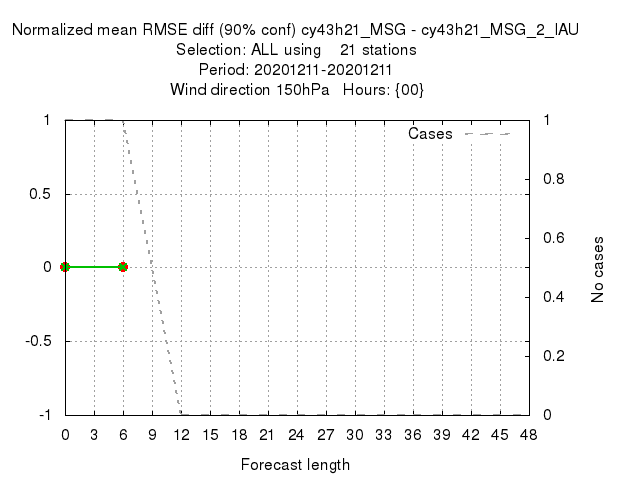 Normalized mean RMSE diff (90% conf) cy43h21_MSG - cy43h21_MSG_2_IAU
Selection: ALL using 21 stations
Period: 20201211-20201211
Wind direction 150hPa Hours: {00}
Cases
1
0.5
0
-0.5
-1
1
0.8
0.6
0.4
0.2
0
No cases
0 3 6 9 12 15 18 21 24 27 30 33 36 39 42 45 48
Forecast length